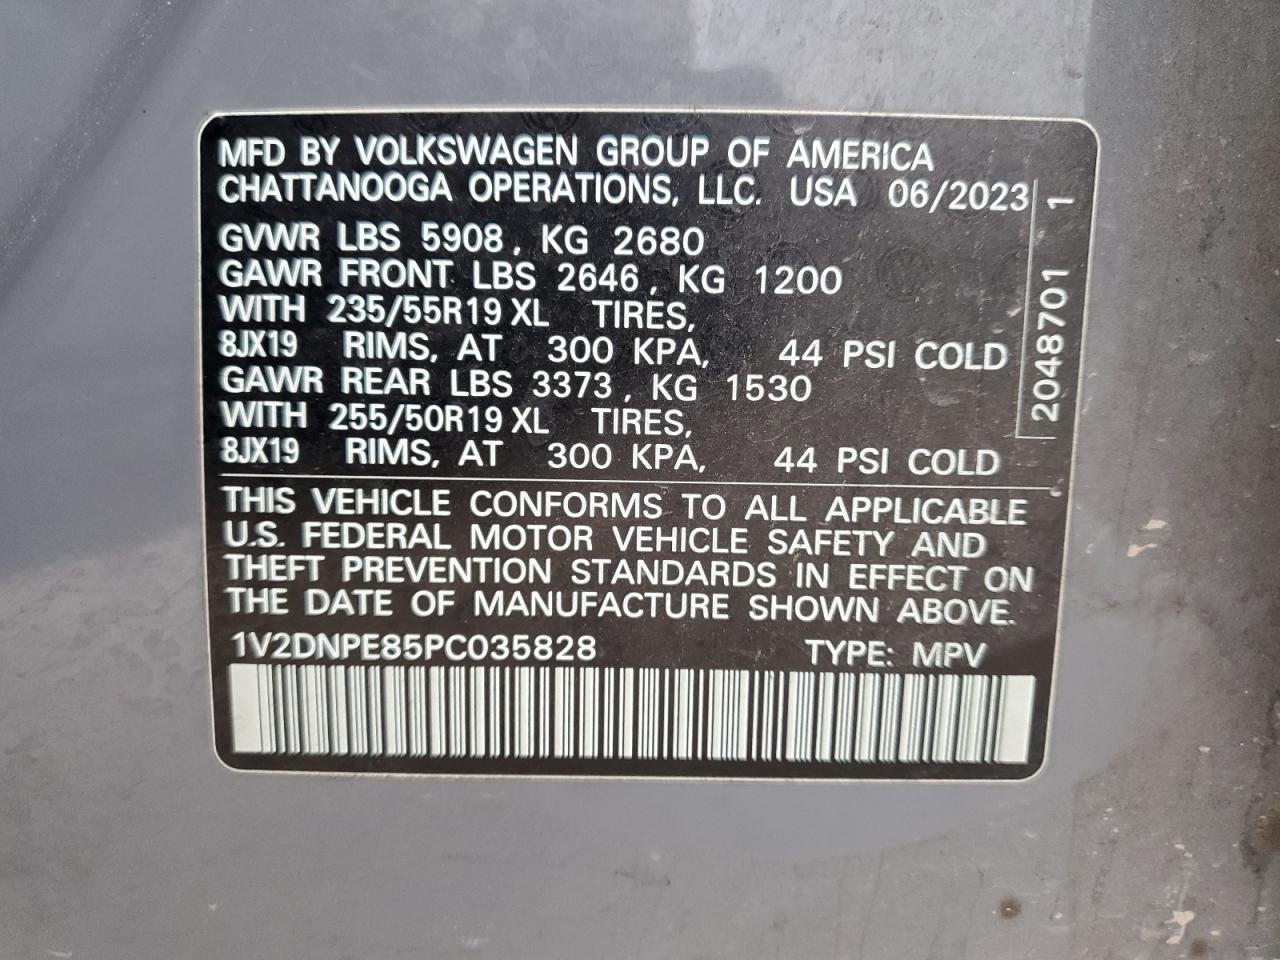 MFD BY VOLKSWAGEN GROUP OF AMERICA
CHATTANOOGA OPERATIONS, LLC. USA 06/2023
GVWR LBS 5908, KG 2680
GAWR FRONT LBS 2646, KG 1200
WITH 235/55R19 XL TIRES,
8JX19 RIMS, AT 300 KPA, 44 PSI COLD
GAWR REAR LBS 3373, KG 1530
WITH 255/50R19 XL TIRES,
8JX19 RIMS, AT 300 KPA, 44 PSI COLD
2048701 1
THIS VEHICLE CONFORMS TO ALL APPLICABLE
U.S. FEDERAL MOTOR VEHICLE SAFETY AND
THEFT PREVENTION STANDARDS IN EFFECT ON
THE DATE OF MANUFACTURE SHOWN ABOVE.
1V2DNPE85PC035828 TYPE: MPV